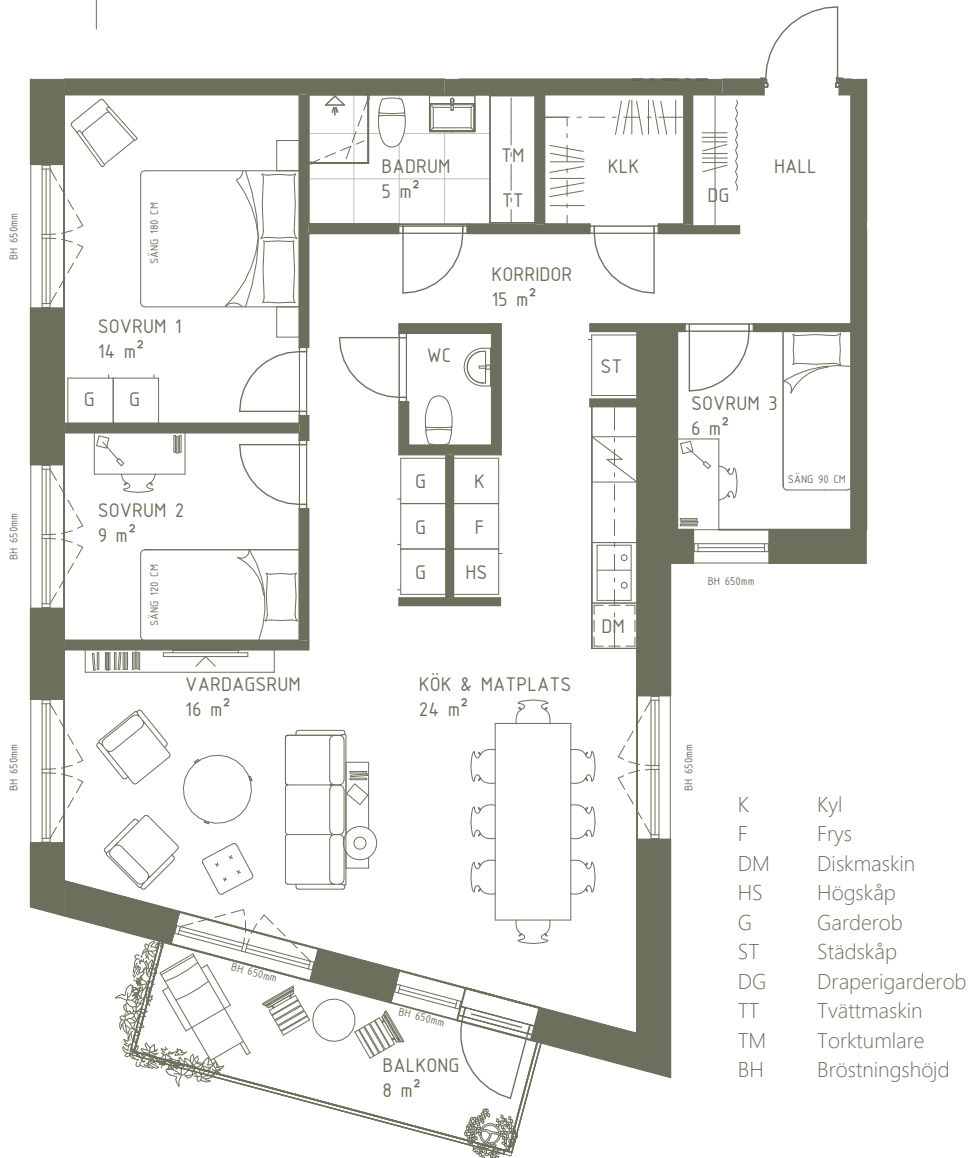 BADRUM
5 m²
TM
TT
KLK
DG
HALL
BH 650mm
SÄNG 180 CM
KORRIDOR
15 m²
SOVRUM 1
14 m²
G
G
WC
ST
SOVRUM 3
6 m²
SÄNG 90 CM
BH 650mm
SOVRUM 2
9 m²
BH 650mm
SÄNG 120 CM
G
K
G
F
G
HS
DM
VARDAGSRUM
16 m²
KÖK & MATPLATS
24 m²
BH 650mm
BH 650mm
BH 650mm
BH 650mm
BALKONG
8 m²
K Kyl
F Frys
DM Diskmaskin
HS Högskåp
G Garderob
ST Städskåp
DG Draperigarderob
TT Tvättmaskin
TM Torktumlare
BH Bröstningshöjd